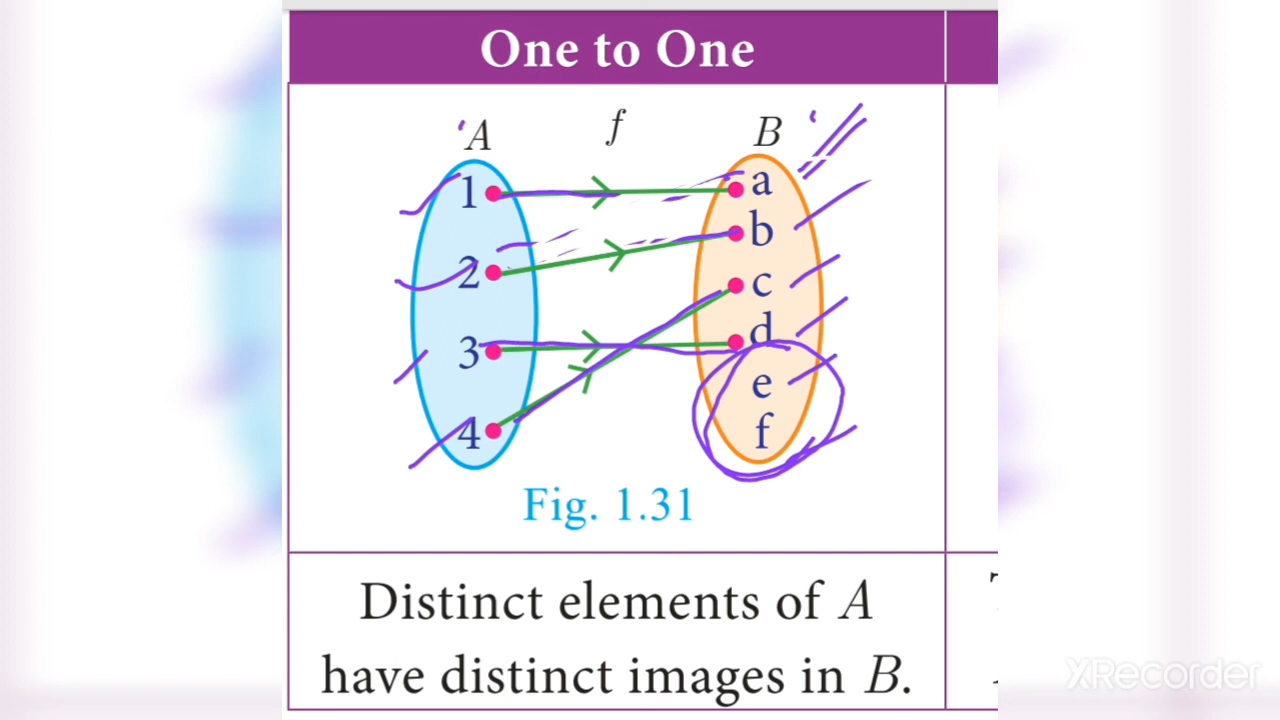 One to One
A f B
1 a
2 b
c
3 d
e
4 f
Fig. 1.31
Distinct elements of A
have distinct images in B.
XRecorder